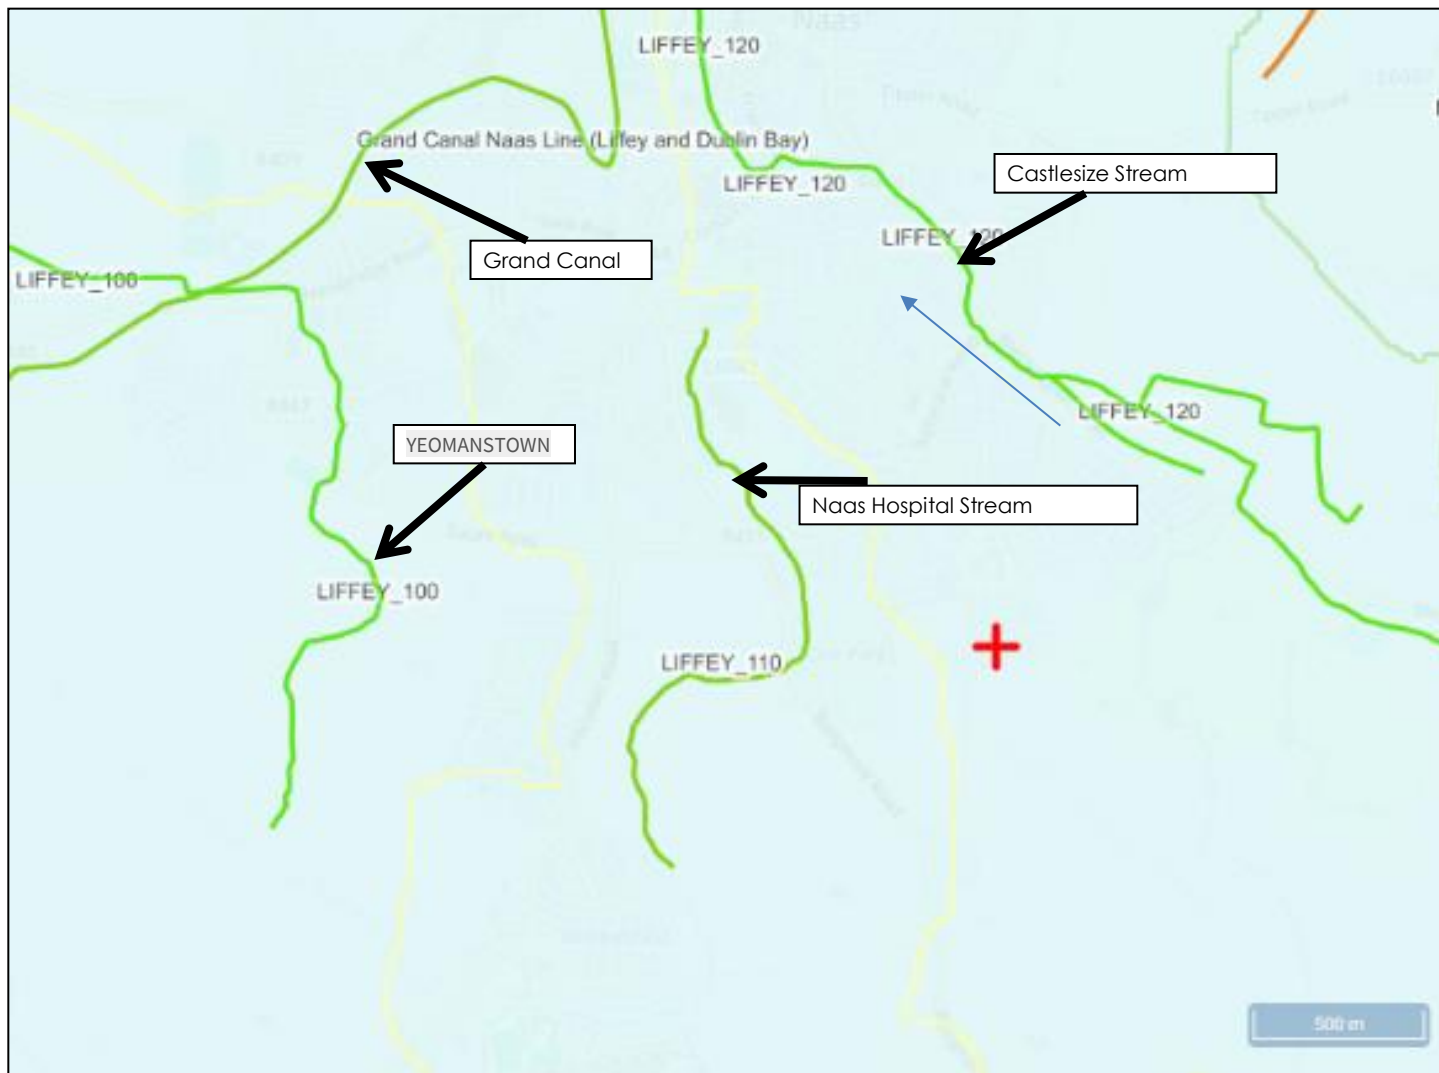 Naas
LIFFEY_120
Grand Canal Naas Line (Liffey and Dublin Bay)
Castlesize Stream
LIFFEY_120
LIFFEY_120
Grand Canal
LIFFEY_100
LIFFEY_120
YEOMANSTOWN
Naas Hospital Stream
LIFFEY_100
LIFFEY_110
500 m